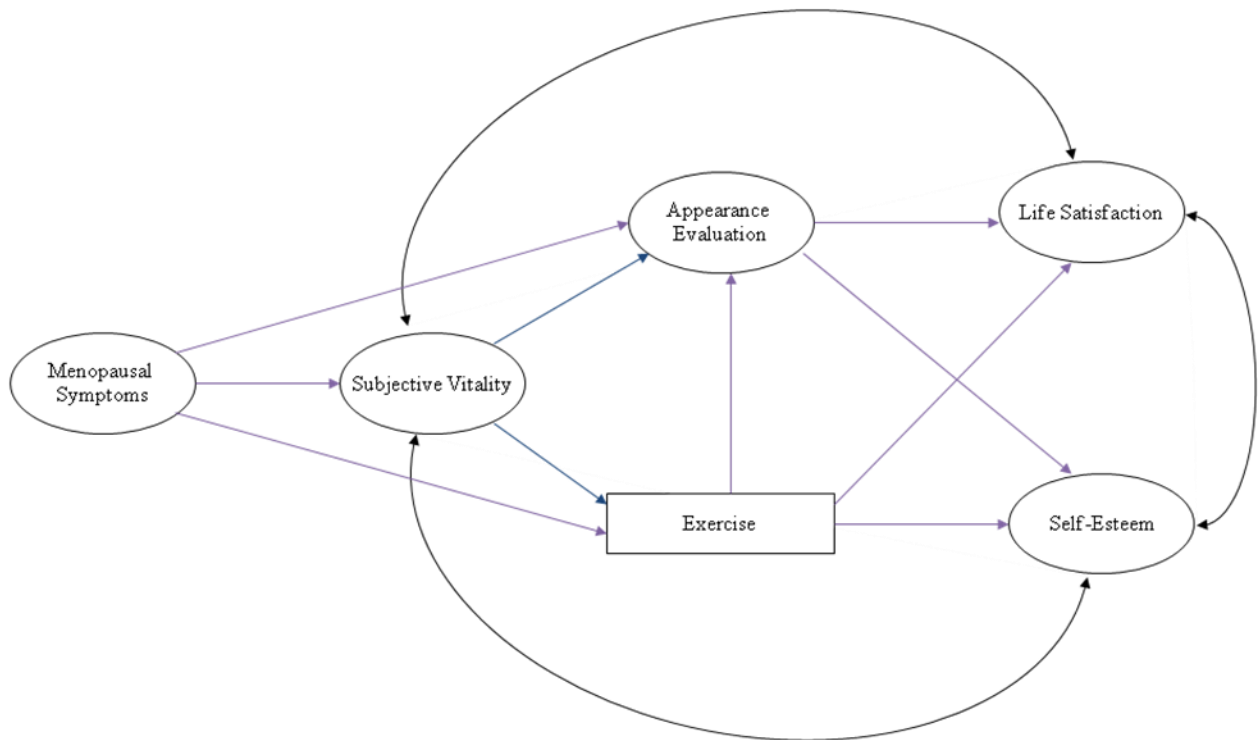 Appearance
Evaluation
Life Satisfaction
Menopausal
Symptoms
Subjective Vitality
Exercise
Self-Esteem